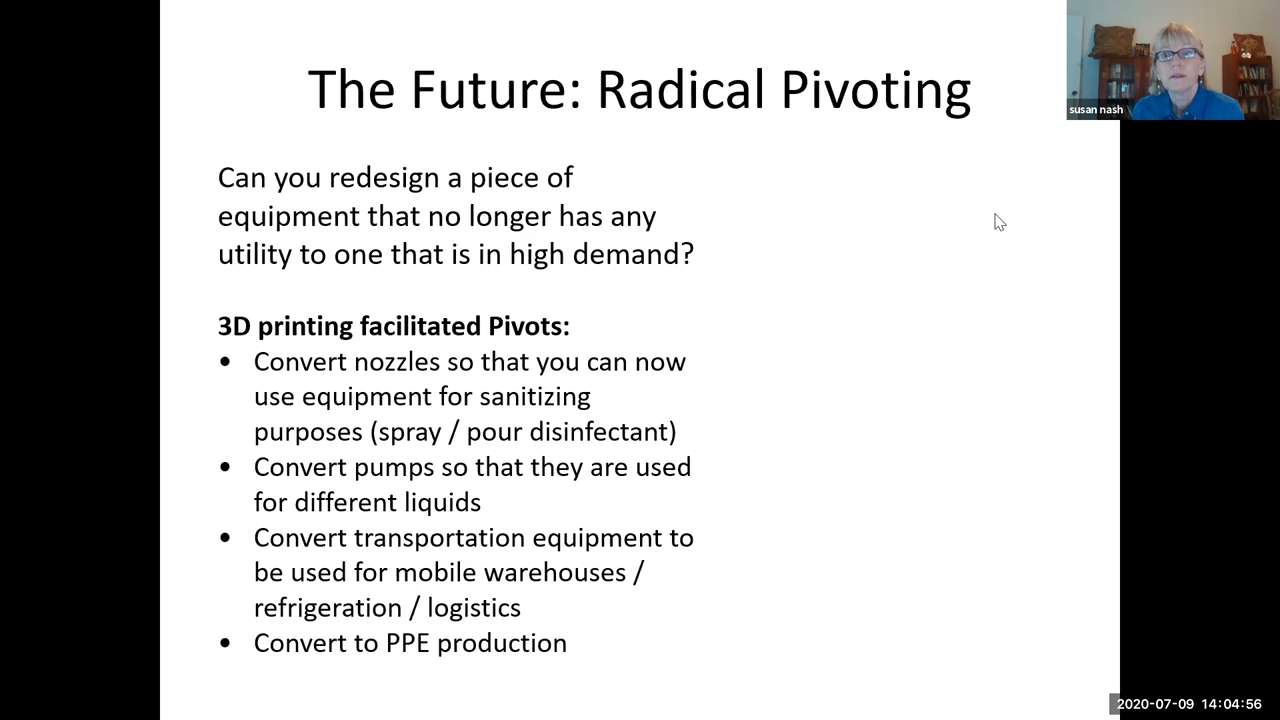 The Future: Radical Pivoting
susan nash
Can you redesign a piece of
equipment that no longer has any
utility to one that is in high demand?
3D printing facilitated Pivots:
• Convert nozzles so that you can now
use equipment for sanitizing
purposes (spray / pour disinfectant)
• Convert pumps so that they are used
for different liquids
• Convert transportation equipment to
be used for mobile warehouses /
refrigeration / logistics
• Convert to PPE production
2020-07-09 14:04:56